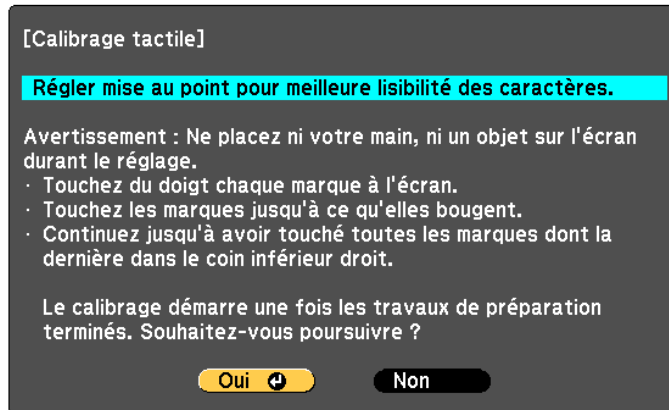 [Calibrage tactile]
Régler mise au point pour meilleure lisibilité des caractères.
Avertissement : Ne placez ni votre main, ni un objet sur l'écran
durant le réglage.
· Touchez du doigt chaque marque à l'écran.
· Touchez les marques jusqu'à ce qu'elles bougent.
· Continuez jusqu'à avoir touché toutes les marques dont la
dernière dans le coin inférieur droit.
Le calibrage démarre une fois les travaux de préparation
terminés. Souhaitez-vous poursuivre ?
Oui Non